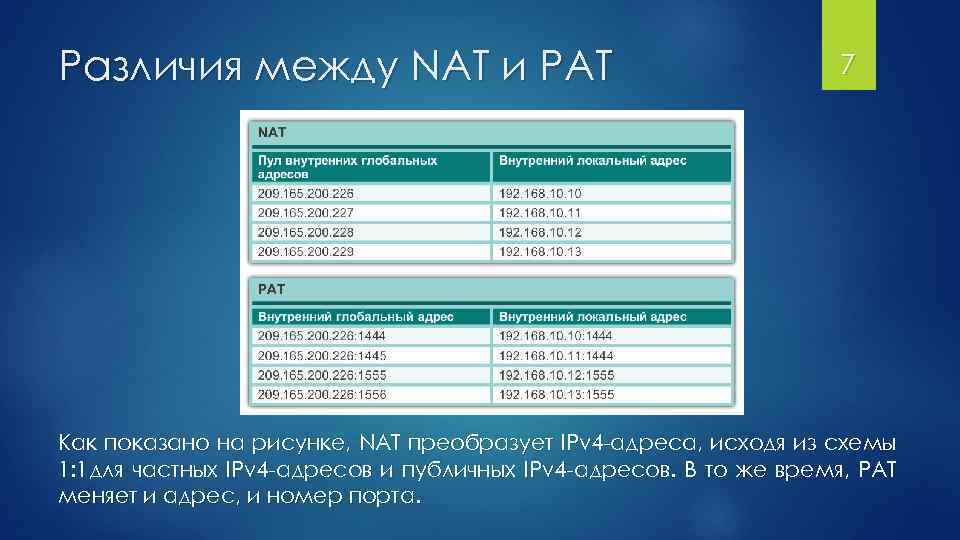 Различия между NAT и PAT
7
NAT
Пул внутренних глобальных адресов
Внутренний локальный адрес
209.165.200.226 192.168.10.10
209.165.200.227 192.168.10.11
209.165.200.228 192.168.10.12
209.165.200.229 192.168.10.13
PAT
Внутренний глобальный адрес Внутренний локальный адрес
209.165.200.226:1444 192.168.10.10:1444
209.165.200.226:1445 192.168.10.11:1444
209.165.200.226:1555 192.168.10.12:1555
209.165.200.226:1556 192.168.10.13:1555
Как показано на рисунке, NAT преобразует IPv4-адреса, исходя из схемы
1:1для частных IPv4-адресов и публичных IPv4-адресов. В то же время, PAT
меняет и адрес, и номер порта.